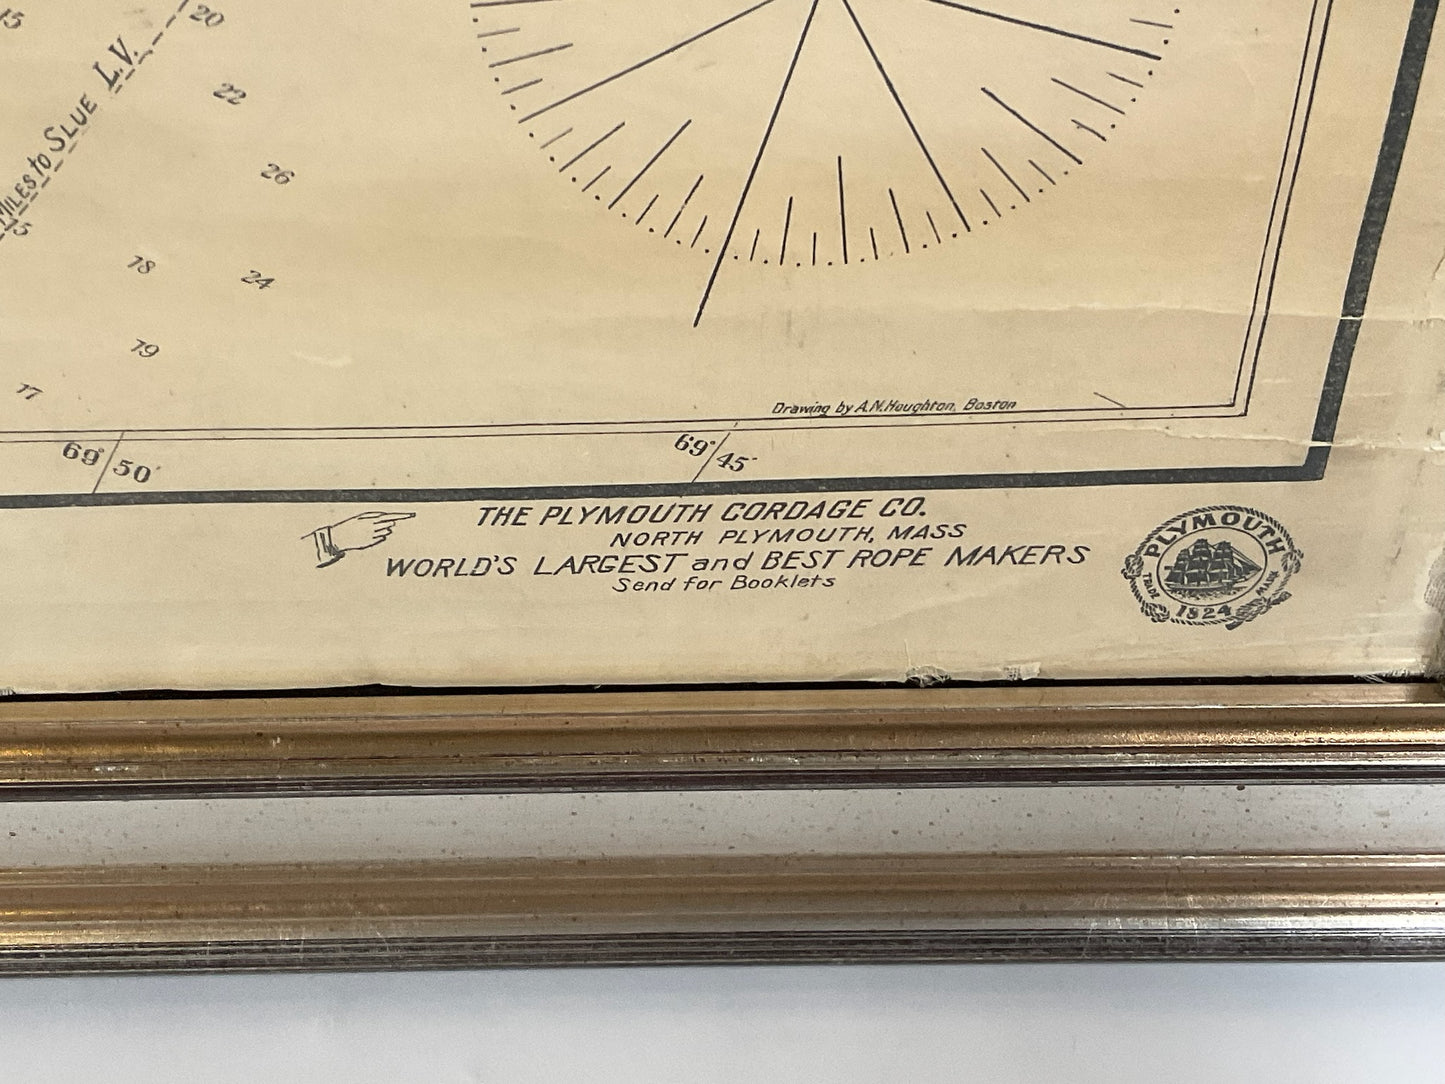 15
20
MILES to SLUE L.V.
22
15
26
18
24
19
17
Drawing by A.N. Houghton, Boston
69° 50'
69° 45'
THE PLYMOUTH CORDAGE CO.
NORTH PLYMOUTH, MASS
WORLD'S LARGEST and BEST ROPE MAKERS
Send for Booklets
PLYMOUTH
TRADE MARK
1824